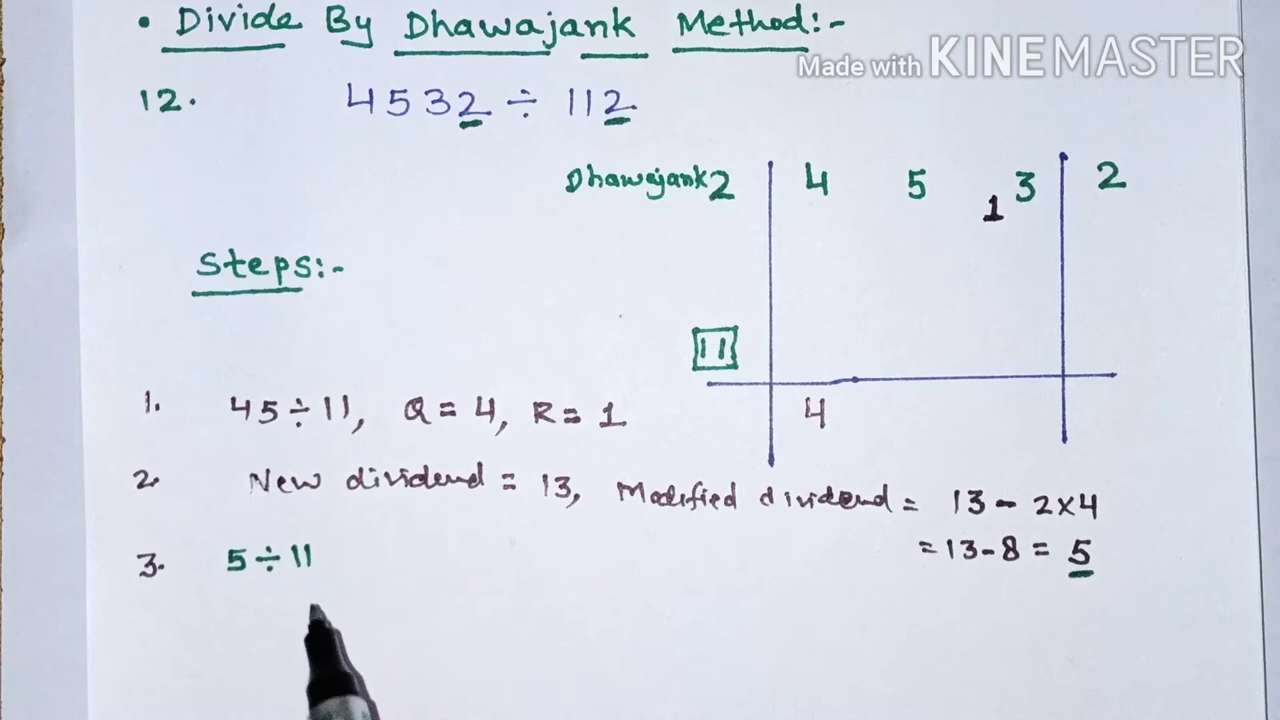 • Divide By Dhawajank Method:-
Made with KINEMASTER
12. 4532 ÷ 112
Dhawajank 2 4 5 1 3 2
Steps:-
11
1. 45÷11, Q = 4, R = 1
4
2. New dividend = 13, Modified dividend = 13 - 2×4
= 13-8 = 5
3. 5÷11